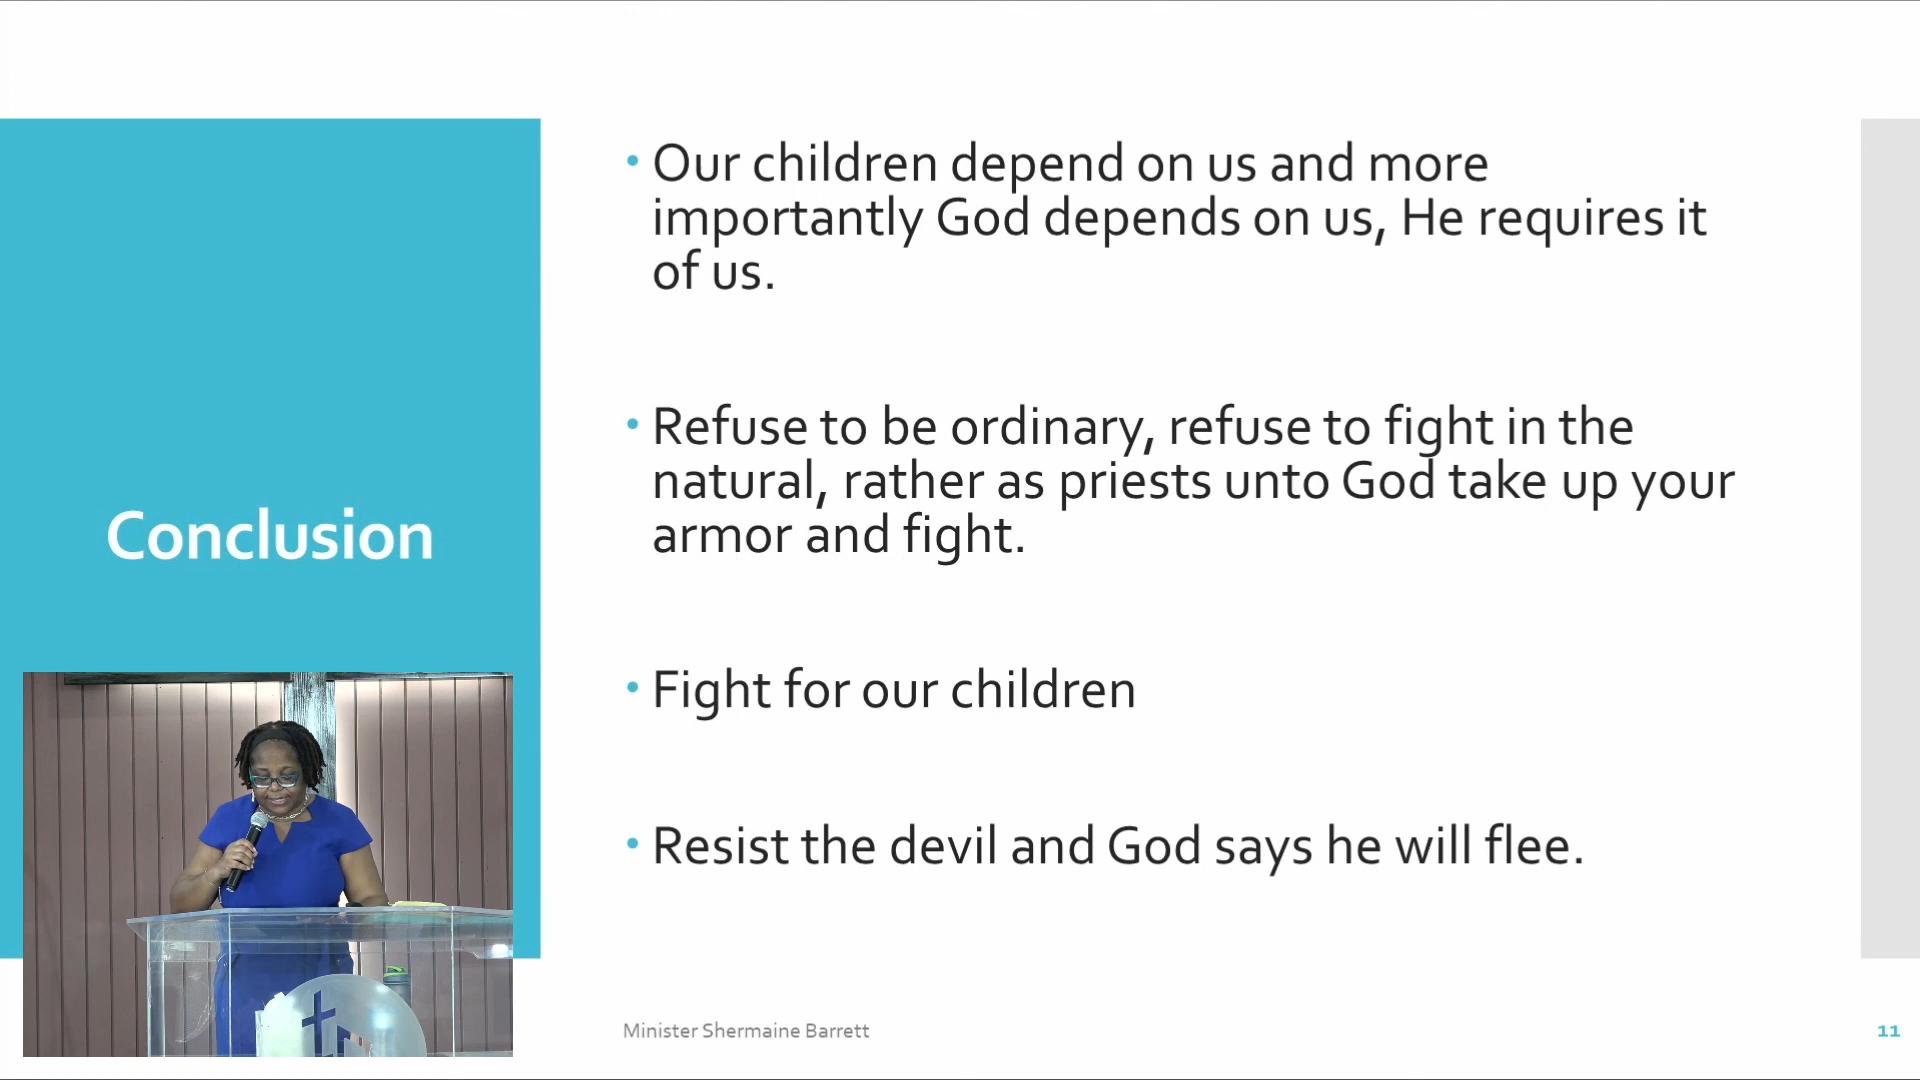 Our children depend on us and more
importantly God depends on us, He requires it
of us.
Refuse to be ordinary, refuse to fight in the
natural, rather as priests unto God take up your
armor and fight.
Conclusion
Fight for our children
Resist the devil and God says he will flee.
Minister Shermaine Barrett
11